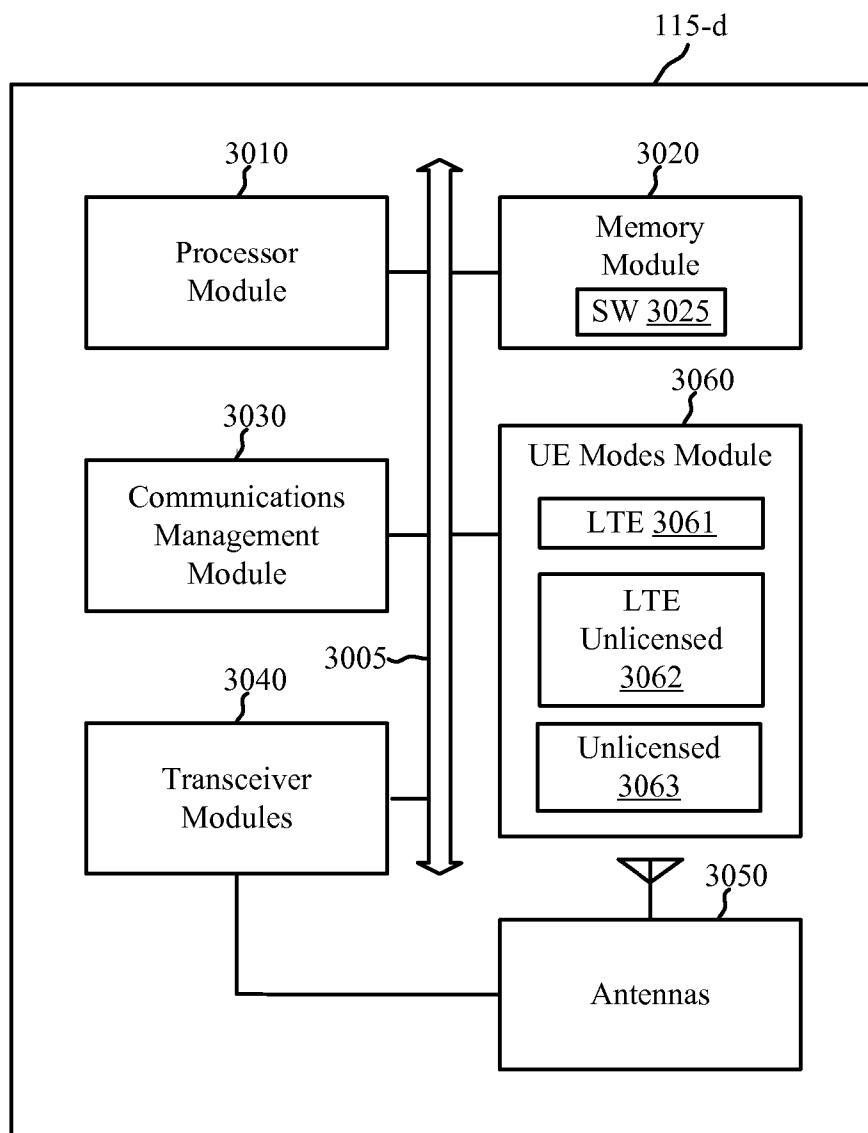 115-d
3010
Processor
Module
3020
Memory
Module
SW 3025
3030
Communications
Management
Module
3060
UE Modes Module
LTE 3061
LTE
Unlicensed
3062
Unlicensed
3063
3005
3040
Transceiver
Modules
3050
Antennas